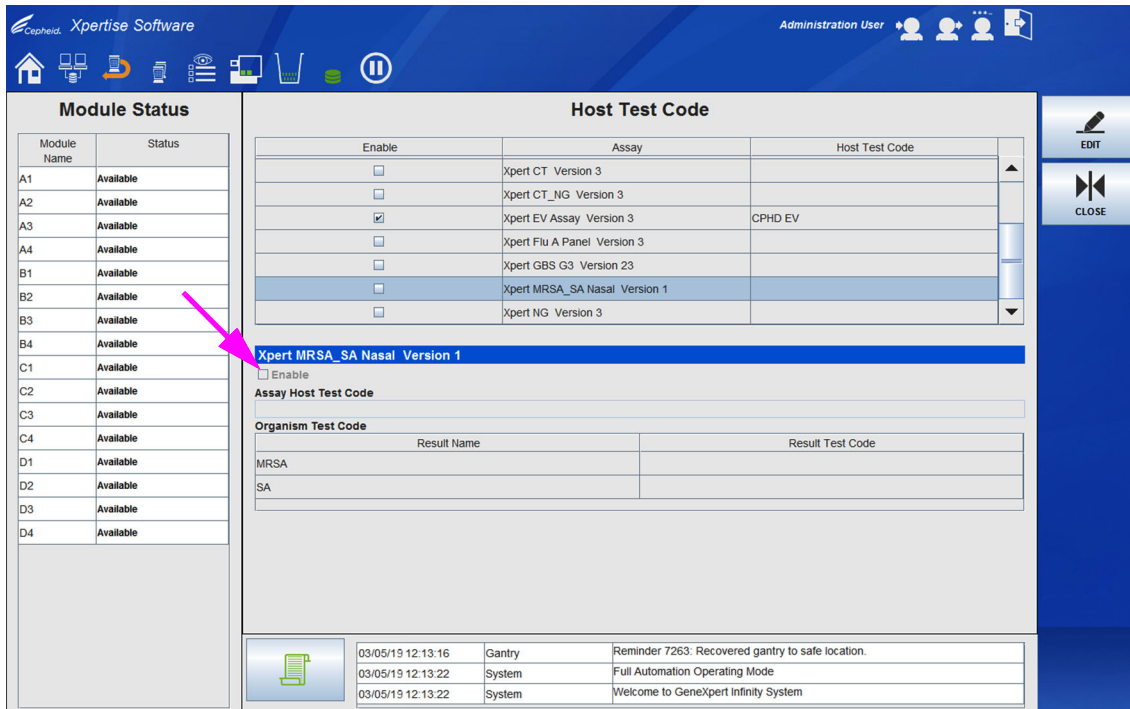 Cepheid. Xpertise Software
Administration User
Module Status
Module Name Status
A1 Available
A2 Available
A3 Available
A4 Available
B1 Available
B2 Available
B3 Available
B4 Available
C1 Available
C2 Available
C3 Available
C4 Available
D1 Available
D2 Available
D3 Available
D4 Available
Host Test Code
Enable Assay Host Test Code
Xpert CT Version 3
Xpert CT_NG Version 3
Xpert EV Assay Version 3 CPHD EV
Xpert Flu A Panel Version 3
Xpert GBS G3 Version 23
Xpert MRSA_SA Nasal Version 1
Xpert NG Version 3
Xpert MRSA_SA Nasal Version 1
Enable
Assay Host Test Code
Organism Test Code
Result Name Result Test Code
MRSA
SA
03/05/19 12:13:16 Gantry Reminder 7263: Recovered gantry to safe location.
03/05/19 12:13:22 System Full Automation Operating Mode
03/05/19 12:13:22 System Welcome to GeneXpert Infinity System
EDIT
CLOSE